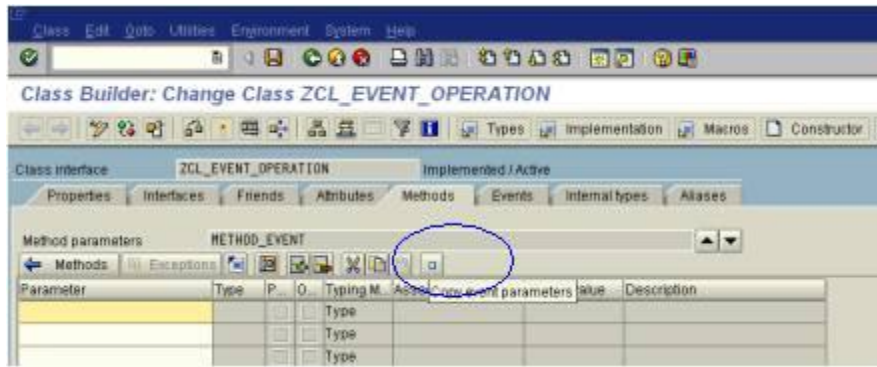 Class Edit Goto Utilities Environment System Help
Class Builder: Change Class ZCL_EVENT_OPERATION
Types Implementation Macros Constructor
Class interface ZCL_EVENT_OPERATION Implemented / Active
Properties Interfaces Friends Attributes Methods Events Internal types Aliases
Method parameters METHOD_EVENT
Methods Exceptions
Parameter Type P... O... Typing M... Asso Copy event parameters value Description
Type
Type
Type